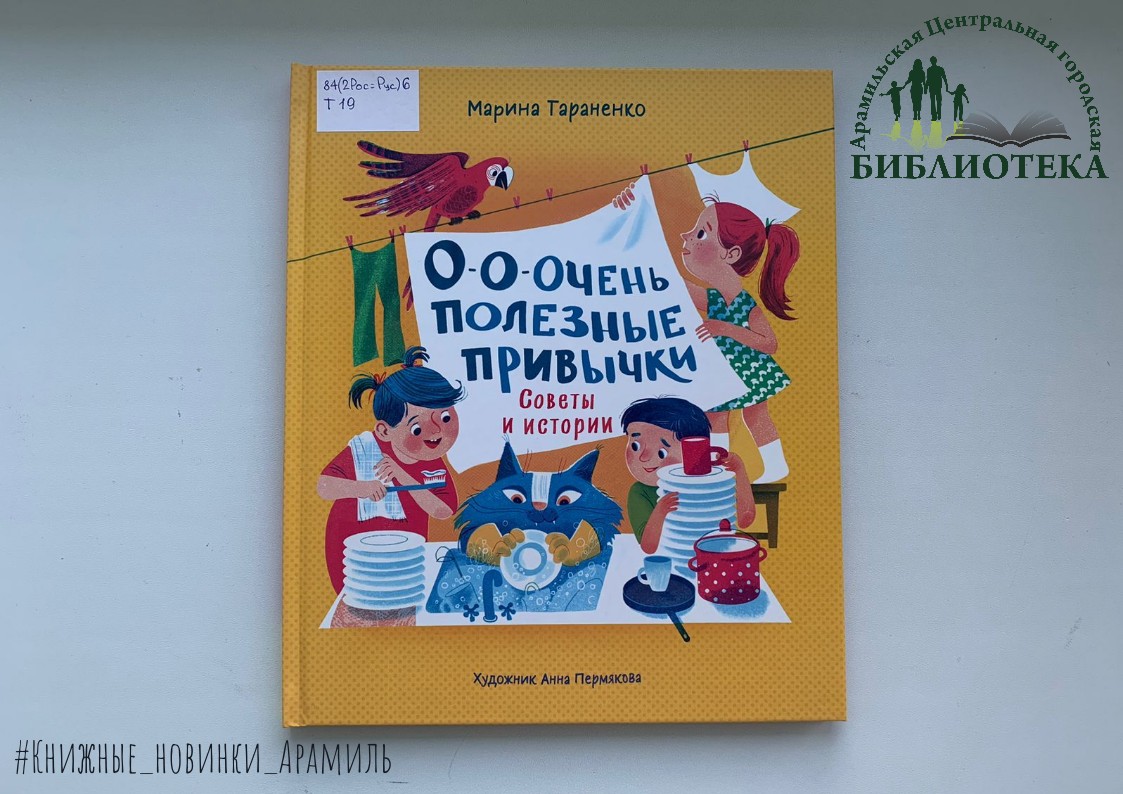 84(2Рос=Рус)6
Т 19
Марина Тараненко
О-о-очень
полезные
привычки
Советы
и истории
Художник Анна Пермякова
Арамильская Центральная городская
БИБЛИОТЕКА
#Книжные_новинки_Арамиль